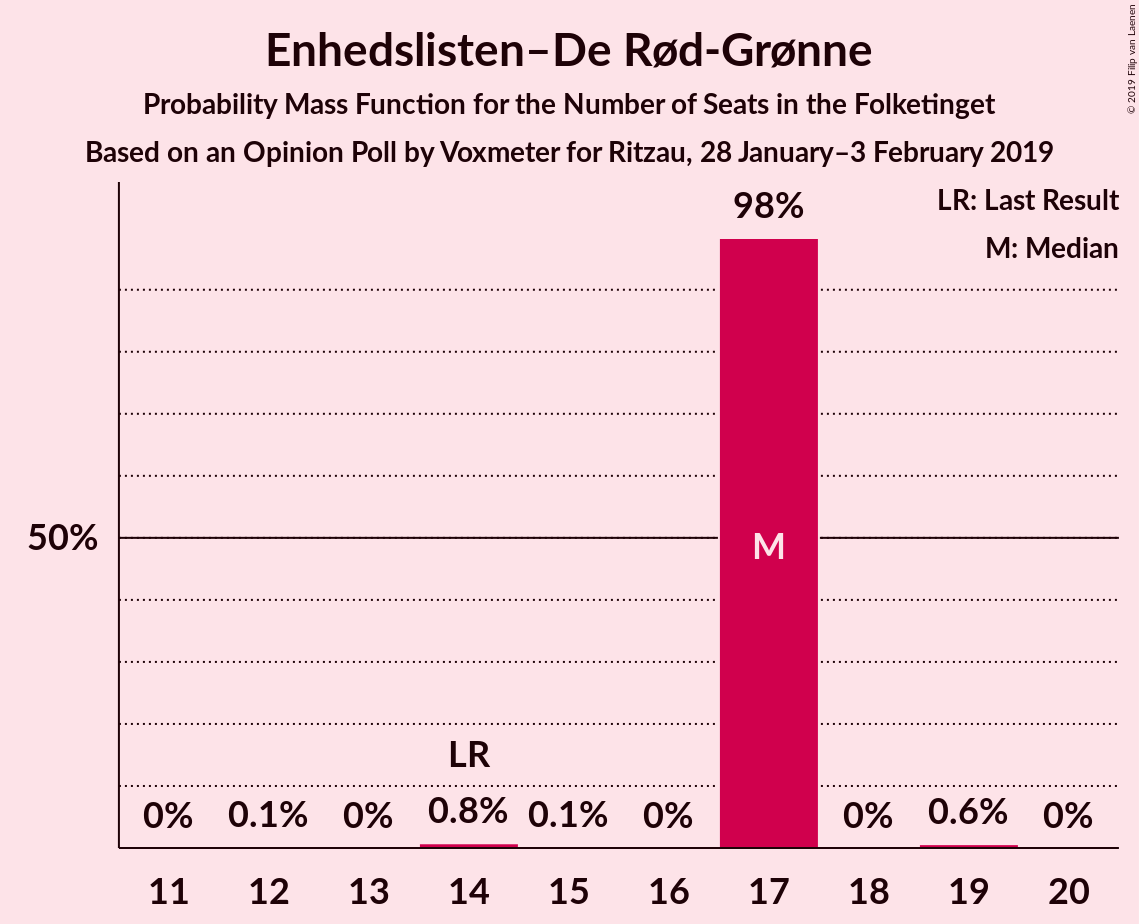 Enhedslisten–De Rød-Grønne
Probability Mass Function for the Number of Seats in the Folketinget
Based on an Opinion Poll by Voxmeter for Ritzau, 28 January–3 February 2019
© 2019 Filip van Laenen
LR: Last Result
M: Median
98%
50%
M
LR
0% 0.1% 0% 0.8% 0.1% 0% 0% 0.6% 0%
11 12 13 14 15 16 17 18 19 20